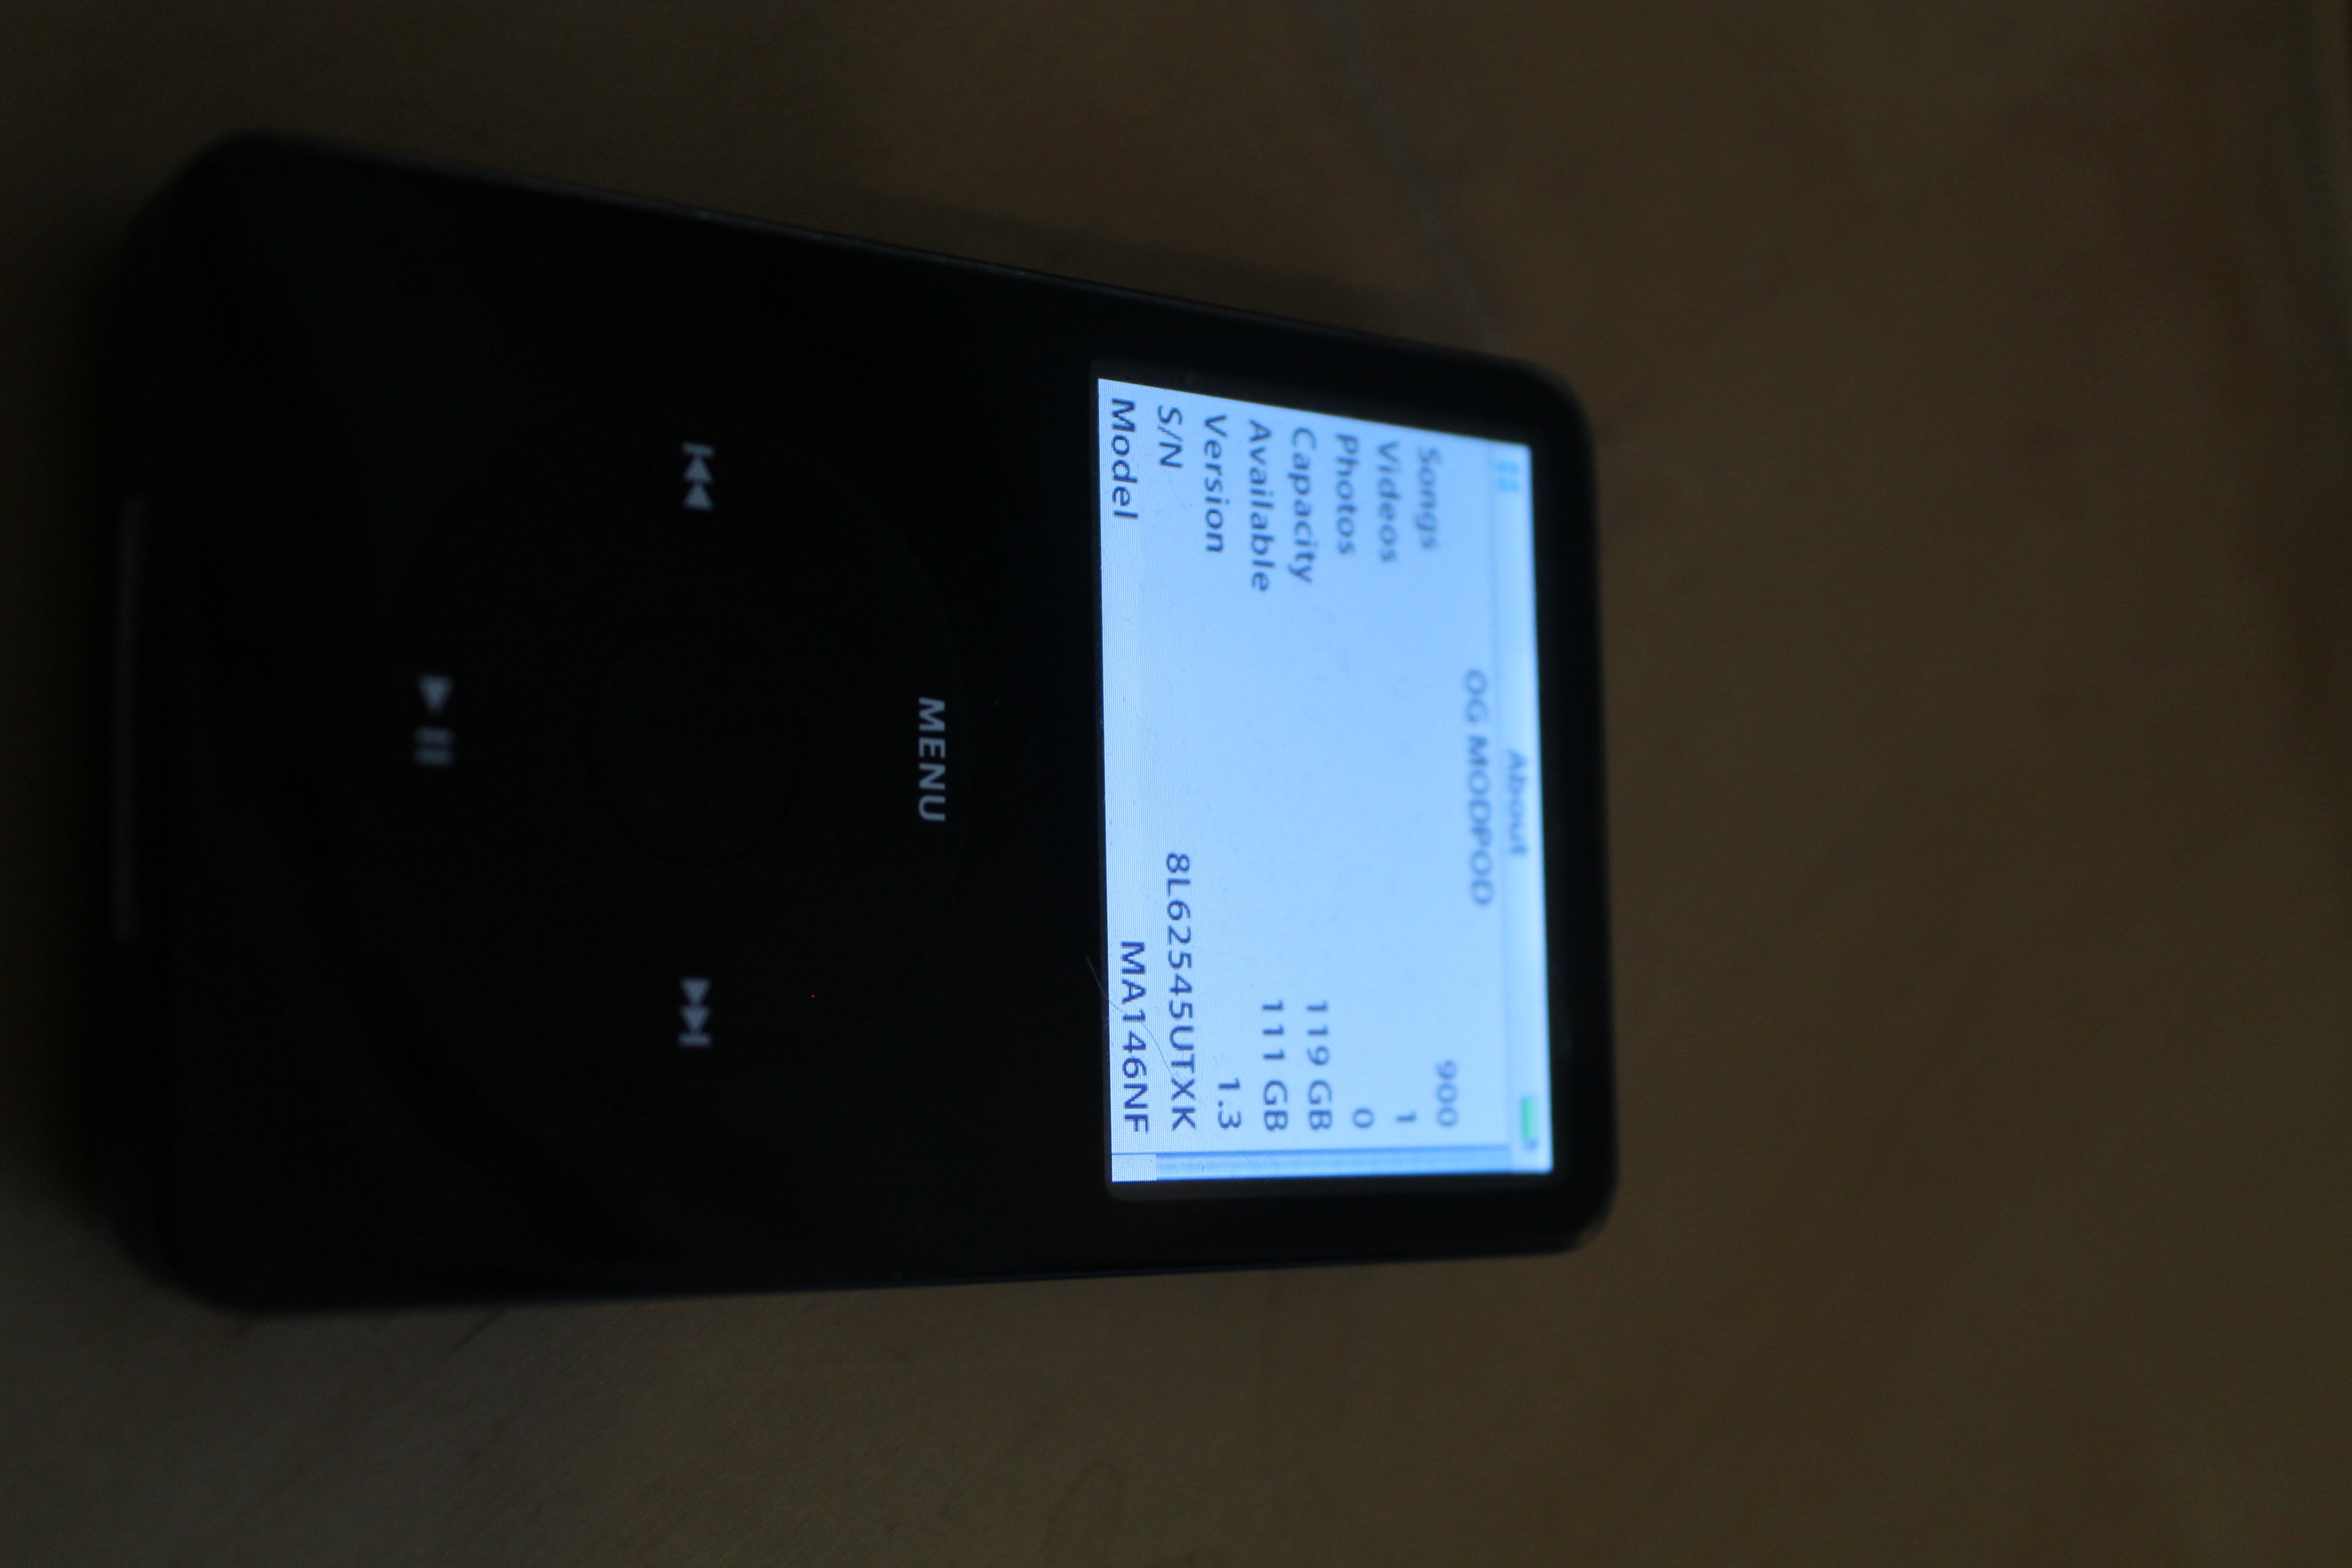 About
OG MODPOD
Songs 900
Videos 1
Photos 0
Capacity 119 GB
Available 111 GB
Version 1.3
S/N 8L62545UTXK
Model MA146NF
MENU